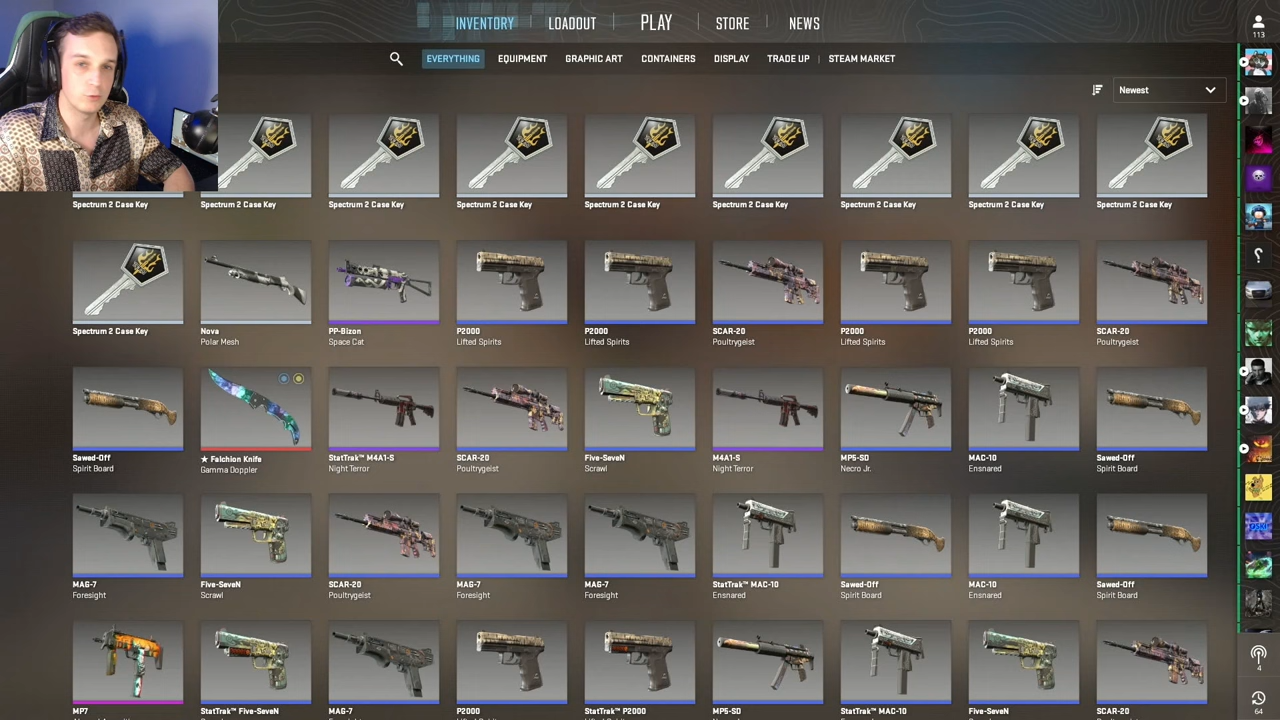 INVENTORY LOADOUT PLAY STORE NEWS
113
EVERYTHING EQUIPMENT GRAPHIC ART CONTAINERS DISPLAY TRADE UP STEAM MARKET
Newest
Spectrum 2 Case Key Spectrum 2 Case Key Spectrum 2 Case Key Spectrum 2 Case Key Spectrum 2 Case Key Spectrum 2 Case Key Spectrum 2 Case Key Spectrum 2 Case Key Spectrum 2 Case Key
Spectrum 2 Case Key Nova PP-Bizon P2000 P2000 SCAR-20 P2000 P2000 SCAR-20
Polar Mesh Space Cat Lifted Spirits Lifted Spirits Poultrygeist Lifted Spirits Lifted Spirits Poultrygeist
Sawed-Off ★ Falchion Knife StatTrak™ M4A1-S SCAR-20 Five-SeveN M4A1-S MP5-SD MAC-10 Sawed-Off
Spirit Board Gamma Doppler Night Terror Poultrygeist Scrawl Night Terror Necro Jr. Ensnared Spirit Board
MAG-7 Five-SeveN SCAR-20 MAG-7 MAG-7 StatTrak™ MAC-10 Sawed-Off MAC-10 Sawed-Off
Foresight Scrawl Poultrygeist Foresight Foresight Ensnared Spirit Board Ensnared Spirit Board
4
MP7 StatTrak™ Five-SeveN MAG-7 P2000 StatTrak™ P2000 MP5-SD StatTrak™ MAC-10 Five-SeveN SCAR-20
64